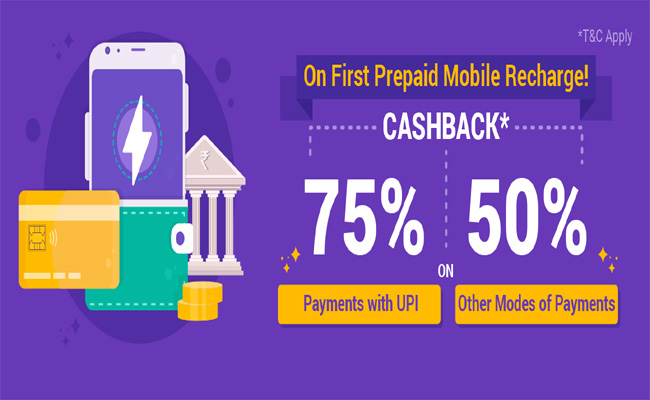 *T&C Apply
On First Prepaid Mobile Recharge!
CASHBACK*
75% 50%
ON
Payments with UPI Other Modes of Payments
₹